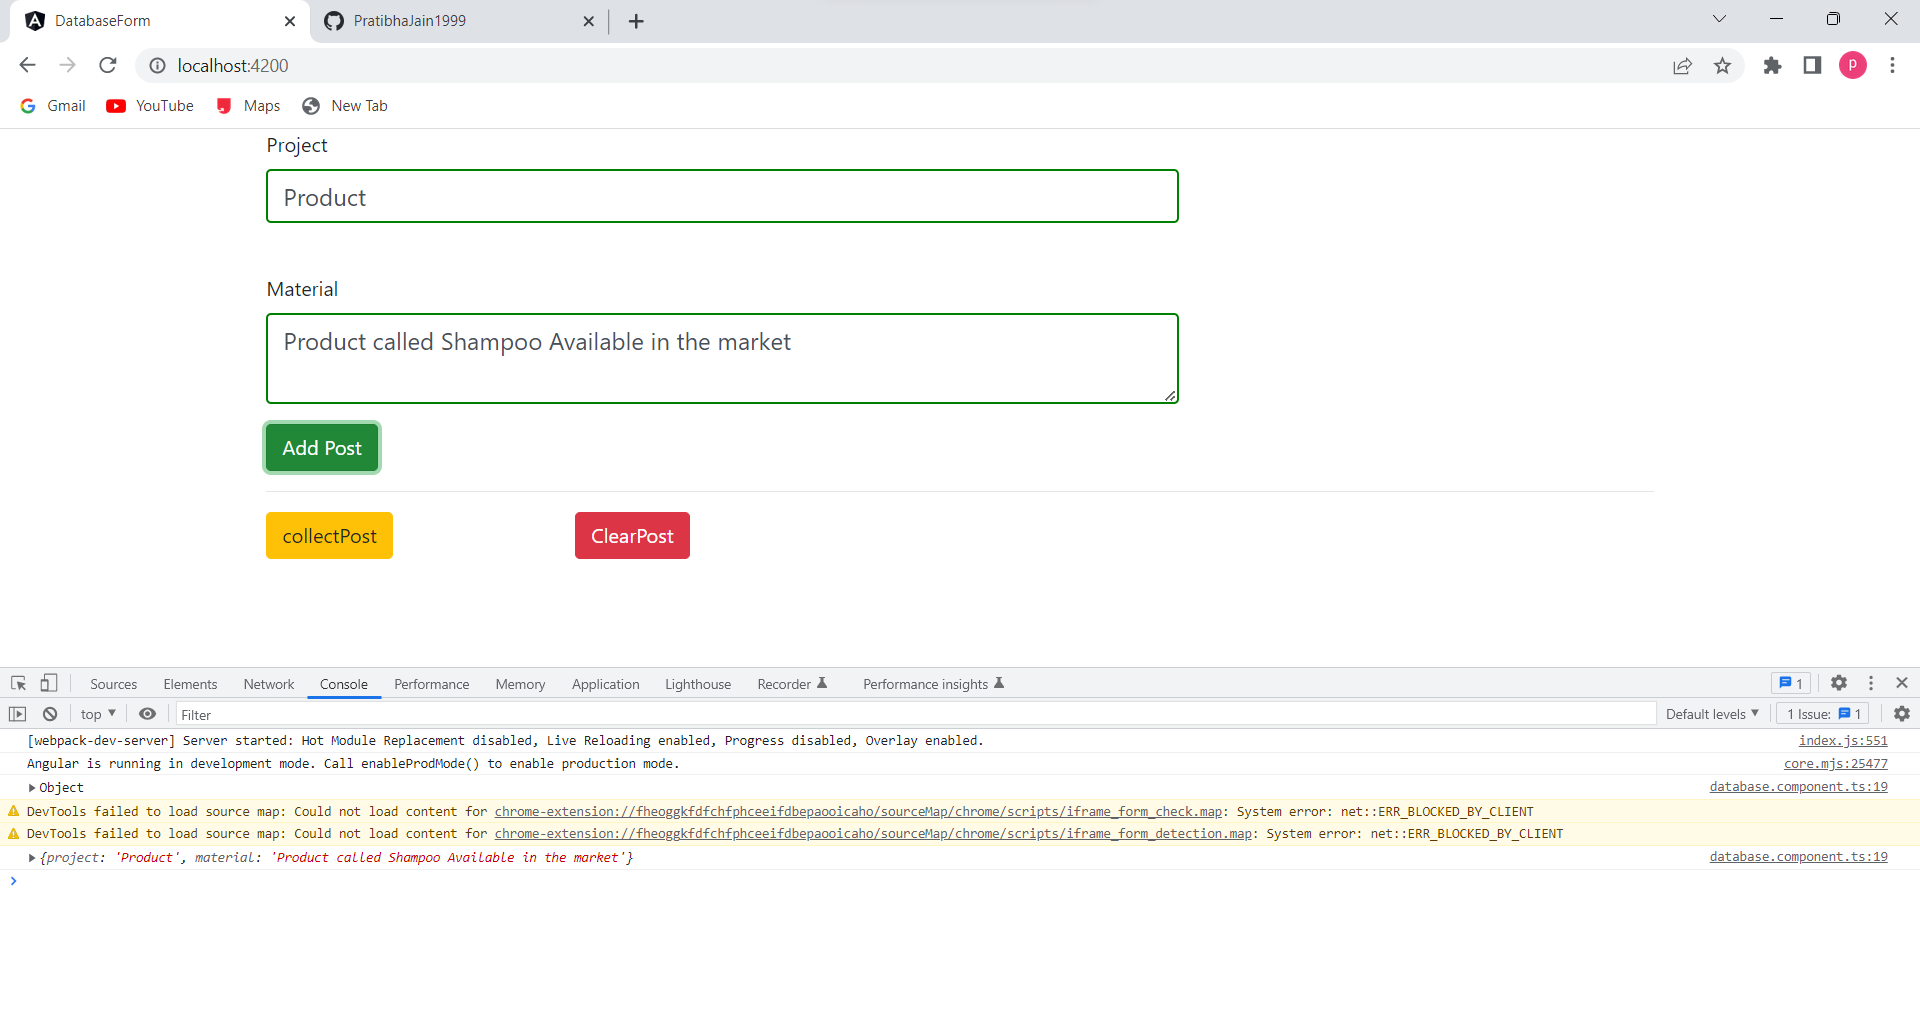 DatabaseForm PratibhaJain1999
localhost:4200 P
Gmail YouTube Maps New Tab
Project
Product
Material
Product called Shampoo Available in the market
Add Post
collectPost ClearPost
Sources Elements Network Console Performance Memory Application Lighthouse Recorder Performance insights 1
top Filter Default levels 1 Issue: 1
[webpack-dev-server] Server started: Hot Module Replacement disabled, Live Reloading enabled, Progress disabled, Overlay enabled. index.js:551
Angular is running in development mode. Call enableProdMode() to enable production mode. core.mjs:25477
Object database.component.ts:19
DevTools failed to load source map: Could not load content for chrome-extension://fheoggkfdfchfphceeifdbepaooicaho/sourceMap/chrome/scripts/iframe_form_check.map: System error: net::ERR_BLOCKED_BY_CLIENT
DevTools failed to load source map: Could not load content for chrome-extension://fheoggkfdfchfphceeifdbepaooicaho/sourceMap/chrome/scripts/iframe_form_detection.map: System error: net::ERR_BLOCKED_BY_CLIENT
{project: 'Product', material: 'Product called Shampoo Available in the market'} database.component.ts:19